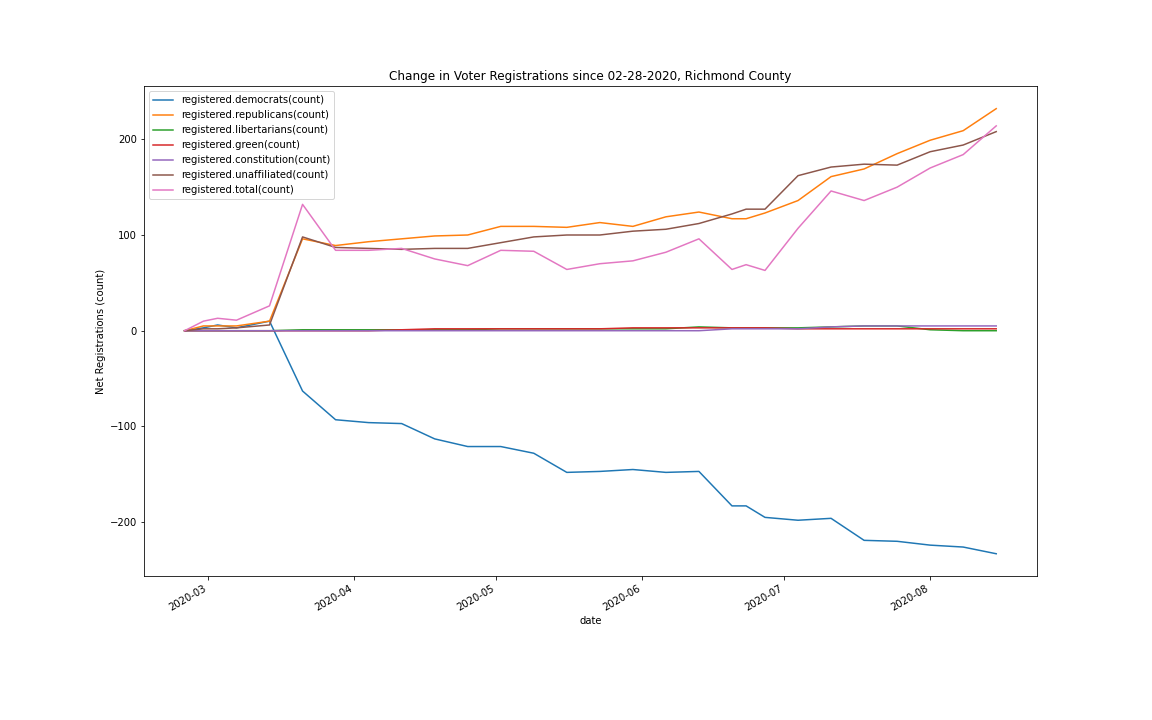 Change in Voter Registrations since 02-28-2020, Richmond County
registered.democrats(count)
registered.republicans(count)
registered.libertarians(count)
registered.green(count)
registered.constitution(count)
registered.unaffiliated(count)
registered.total(count)
Net Registrations (count)
200
100
0
−100
−200
2020-03
2020-04
2020-05
2020-06
2020-07
2020-08
date